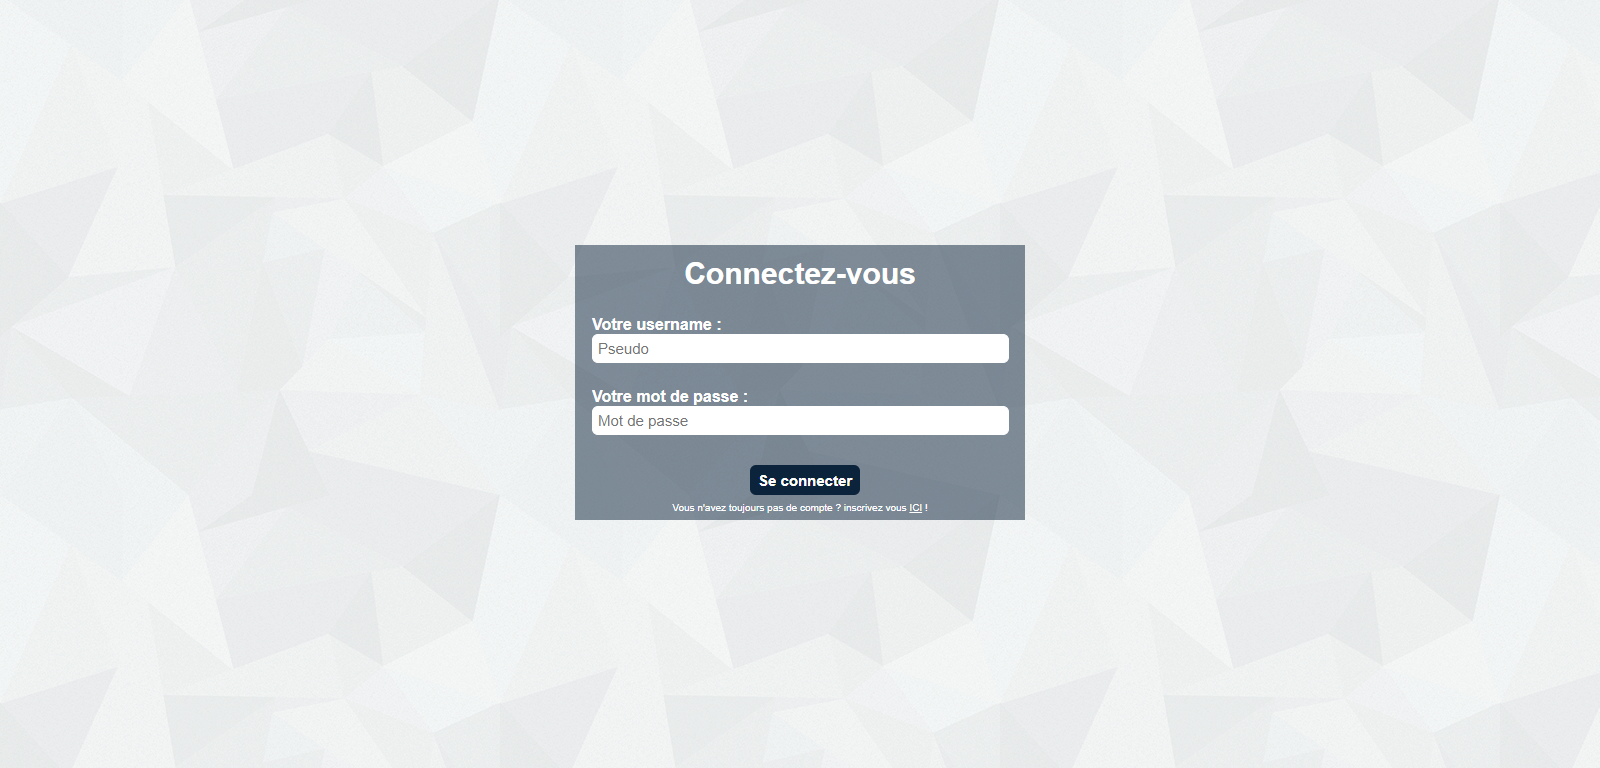 Connectez-vous
Votre username :
Pseudo
Votre mot de passe :
Mot de passe
Se connecter
Vous n'avez toujours pas de compte ? inscrivez vous ICI !